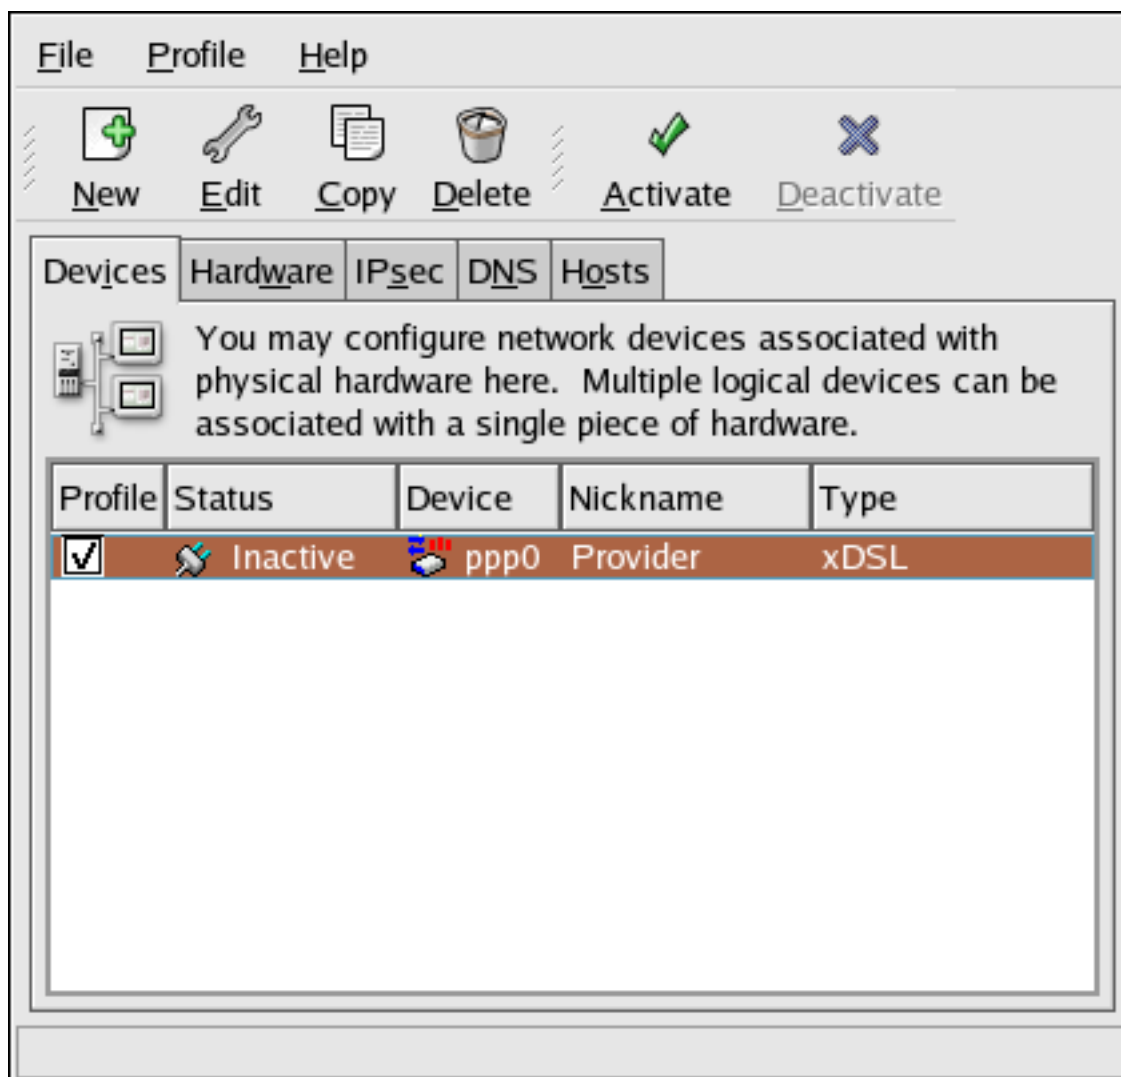 File Profile Help
New Edit Copy Delete Activate Deactivate
Devices Hardware IPsec DNS Hosts
You may configure network devices associated with
physical hardware here. Multiple logical devices can be
associated with a single piece of hardware.
Profile Status Device Nickname Type
Inactive ppp0 Provider xDSL